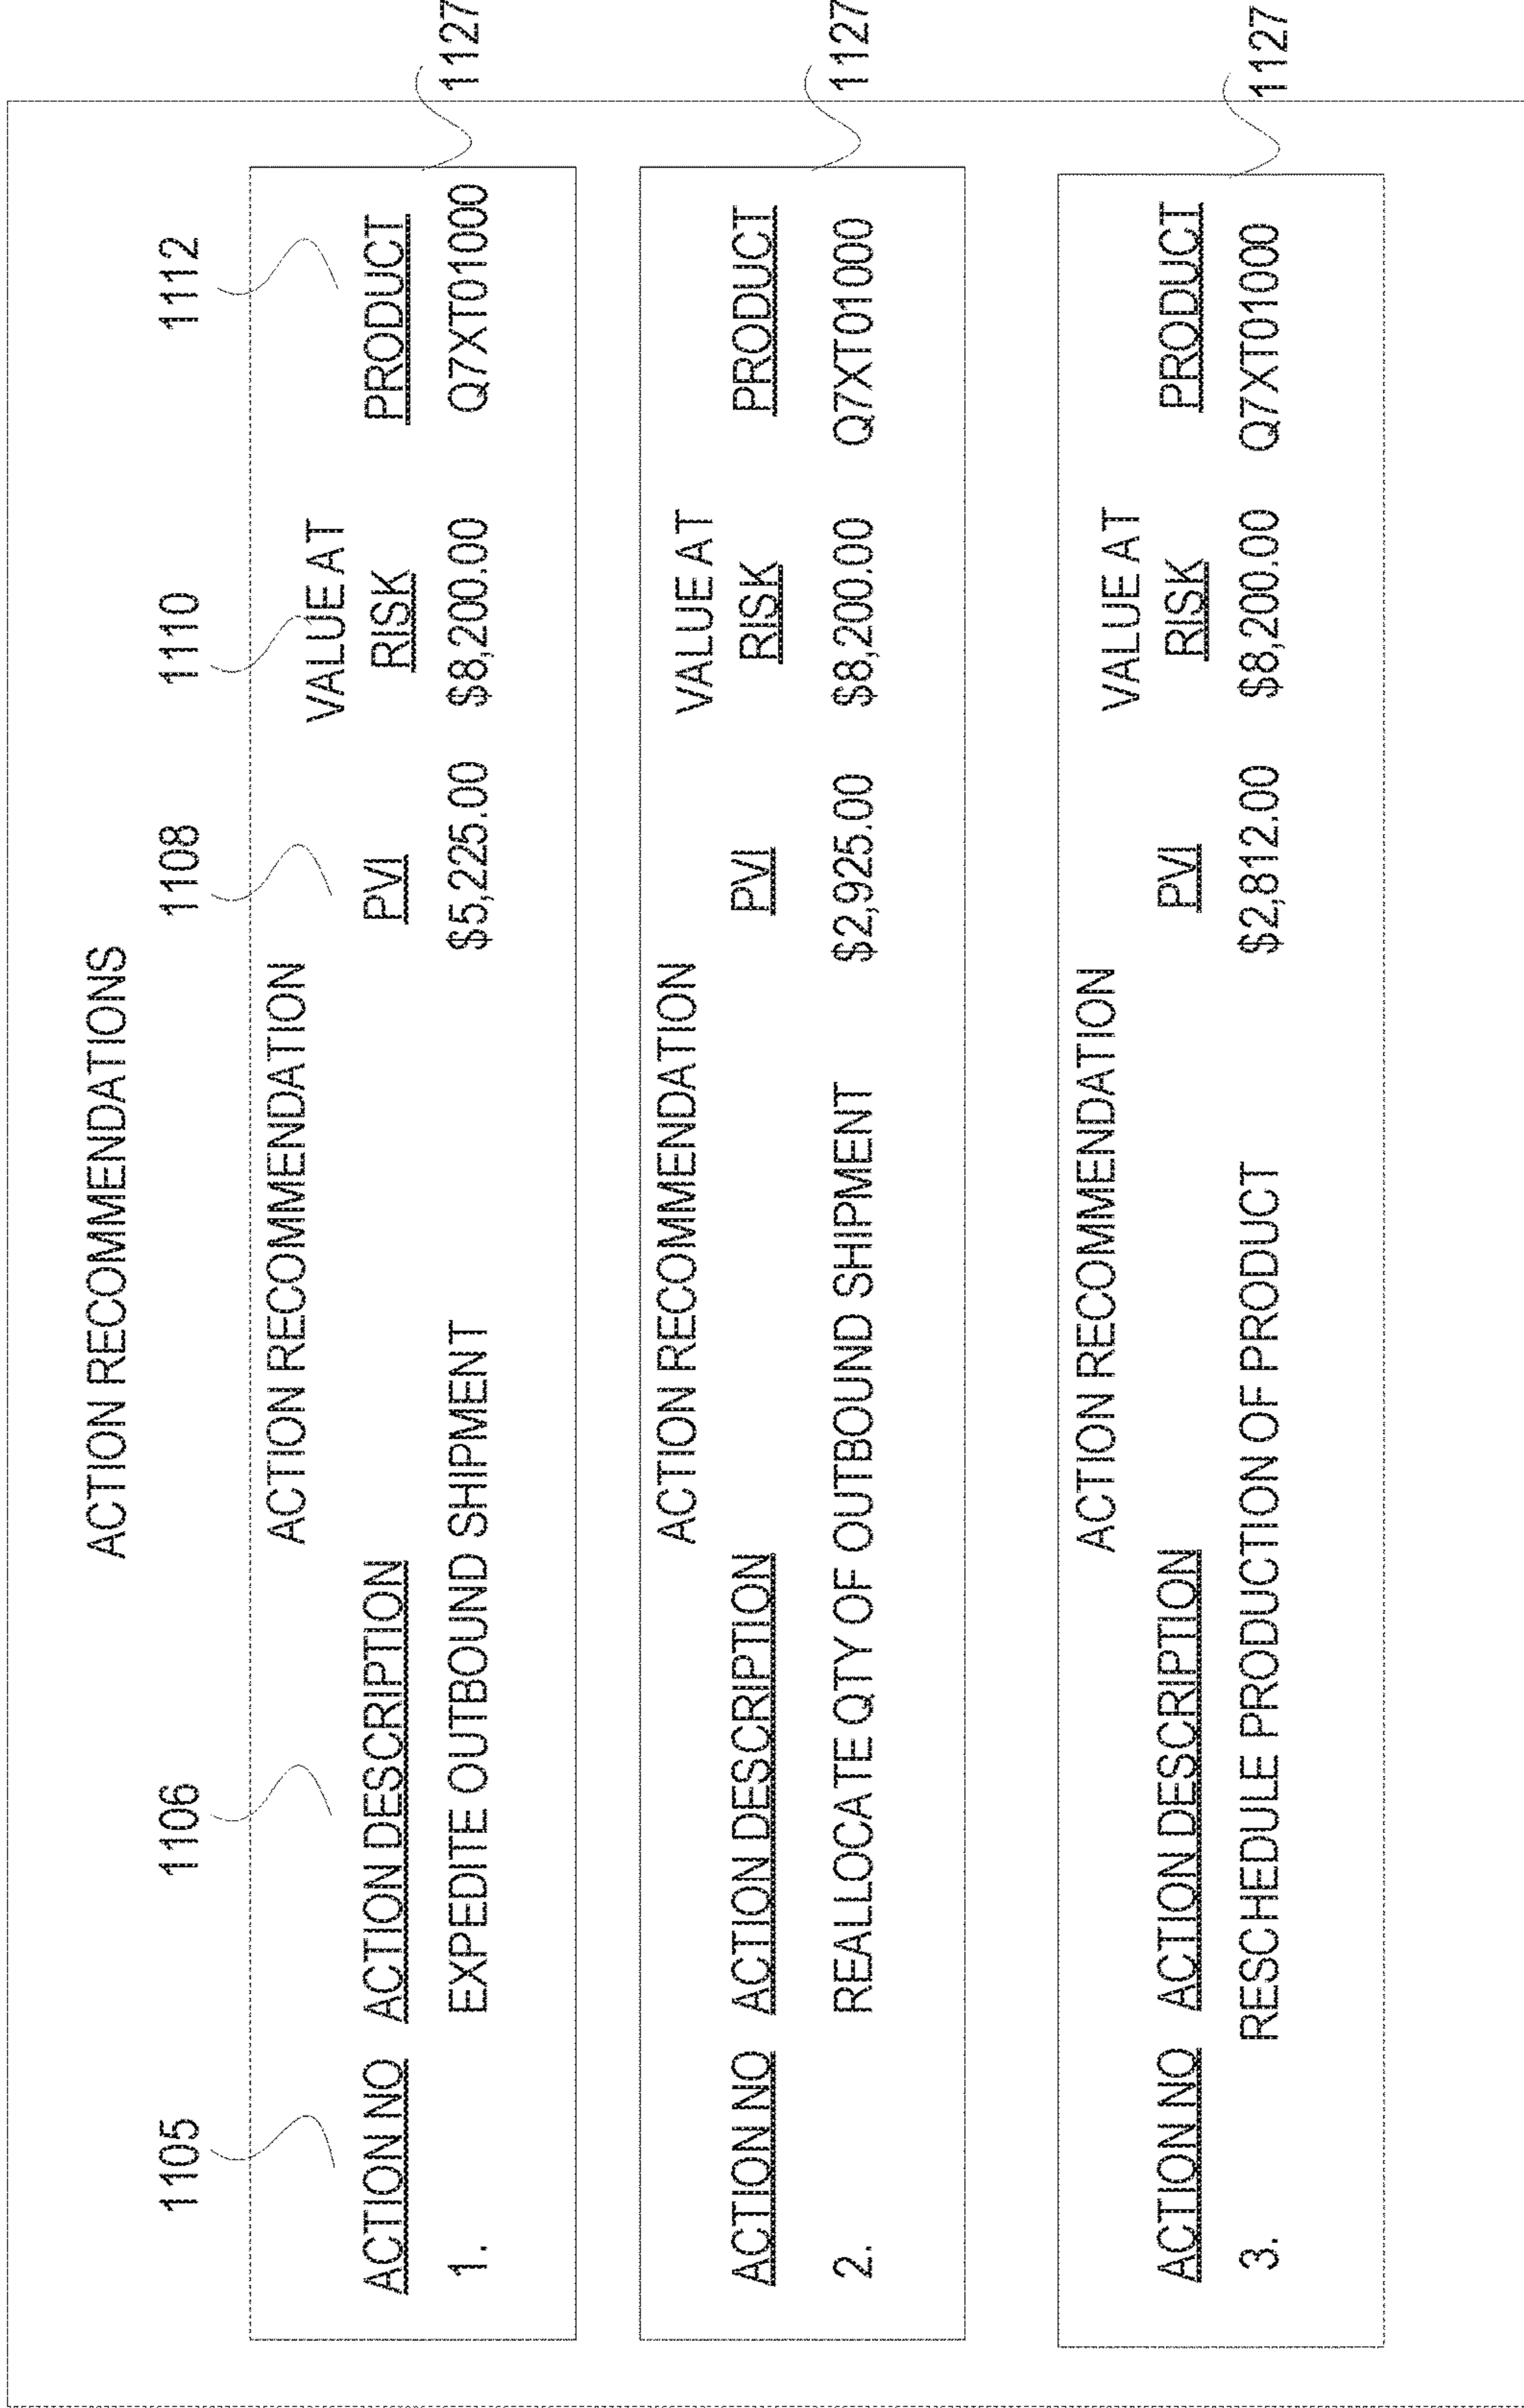 ACTION RECOMMENDATIONS
1105 1106 1108 1110 1112
ACTION RECOMMENDATION
VALUE AT
ACTION NO ACTION DESCRIPTION PVI RISK PRODUCT
1. EXPEDITE OUTBOUND SHIPMENT $5,225.00 $8,200.00 Q7XT01000
1127
ACTION RECOMMENDATION
VALUE AT
ACTION NO ACTION DESCRIPTION PVI RISK PRODUCT
2. REALLOCATE QTY OF OUTBOUND SHIPMENT $2,925.00 $8,200.00 Q7XT01000
1127
ACTION RECOMMENDATION
VALUE AT
ACTION NO ACTION DESCRIPTION PVI RISK PRODUCT
3. RESCHEDULE PRODUCTION OF PRODUCT $2,812.00 $8,200.00 Q7XT01000
1127